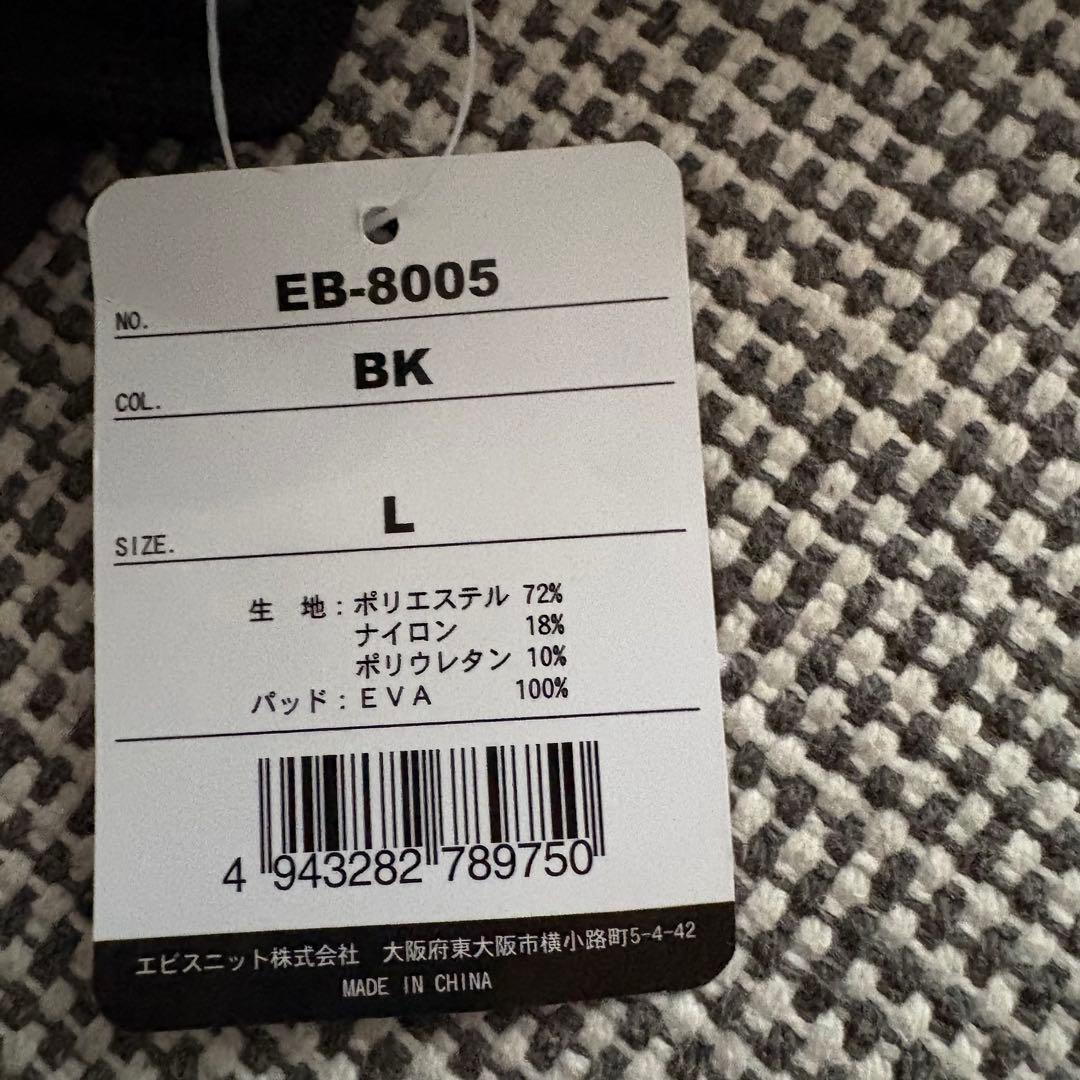 EB-8005
NO.
BK
COL.
L
SIZE.
生　地：ポリエステル 72%
ナイロン 18%
ポリウレタン 10%
パッド：EVA 100%
4 943282 789750
エビスニット株式会社　大阪府東大阪市横小路町5-4-42
MADE IN CHINA